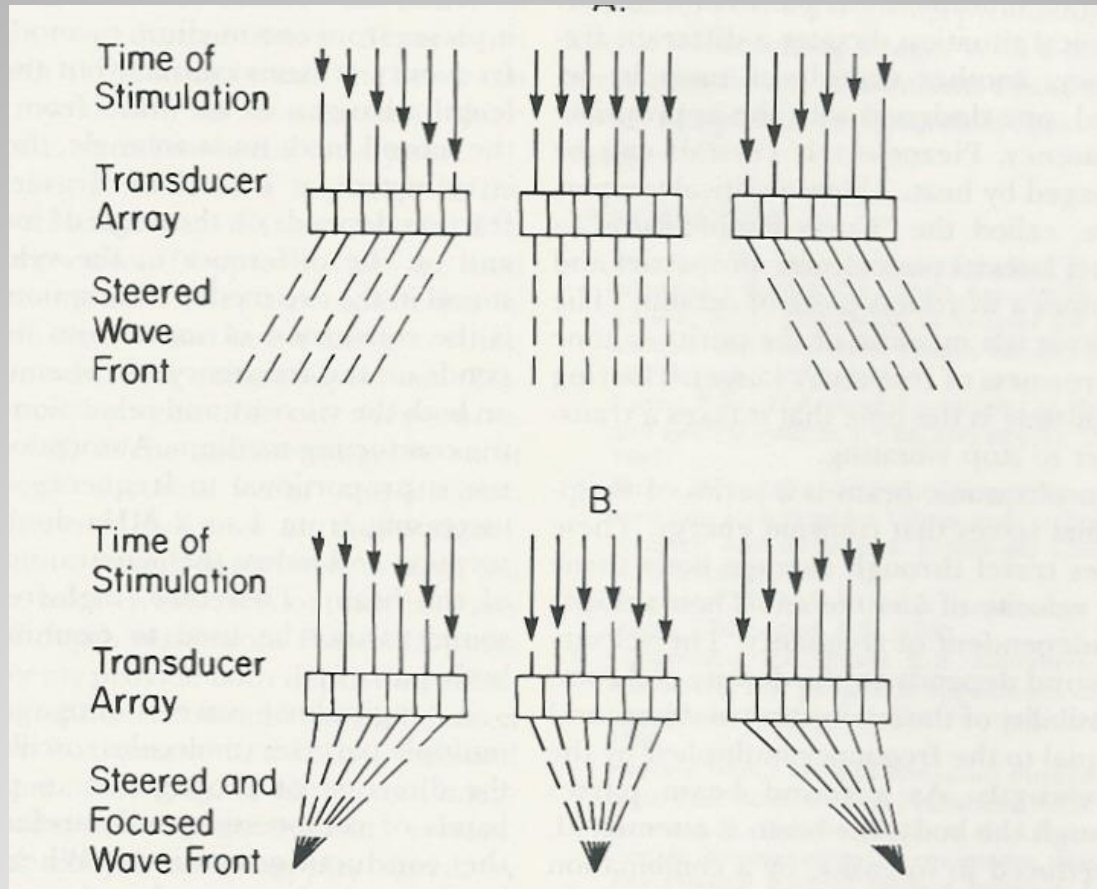 A.
Time of
Stimulation
Transducer
Array
Steered
Wave
Front
B.
Time of
Stimulation
Transducer
Array
Steered and
Focused
Wave Front